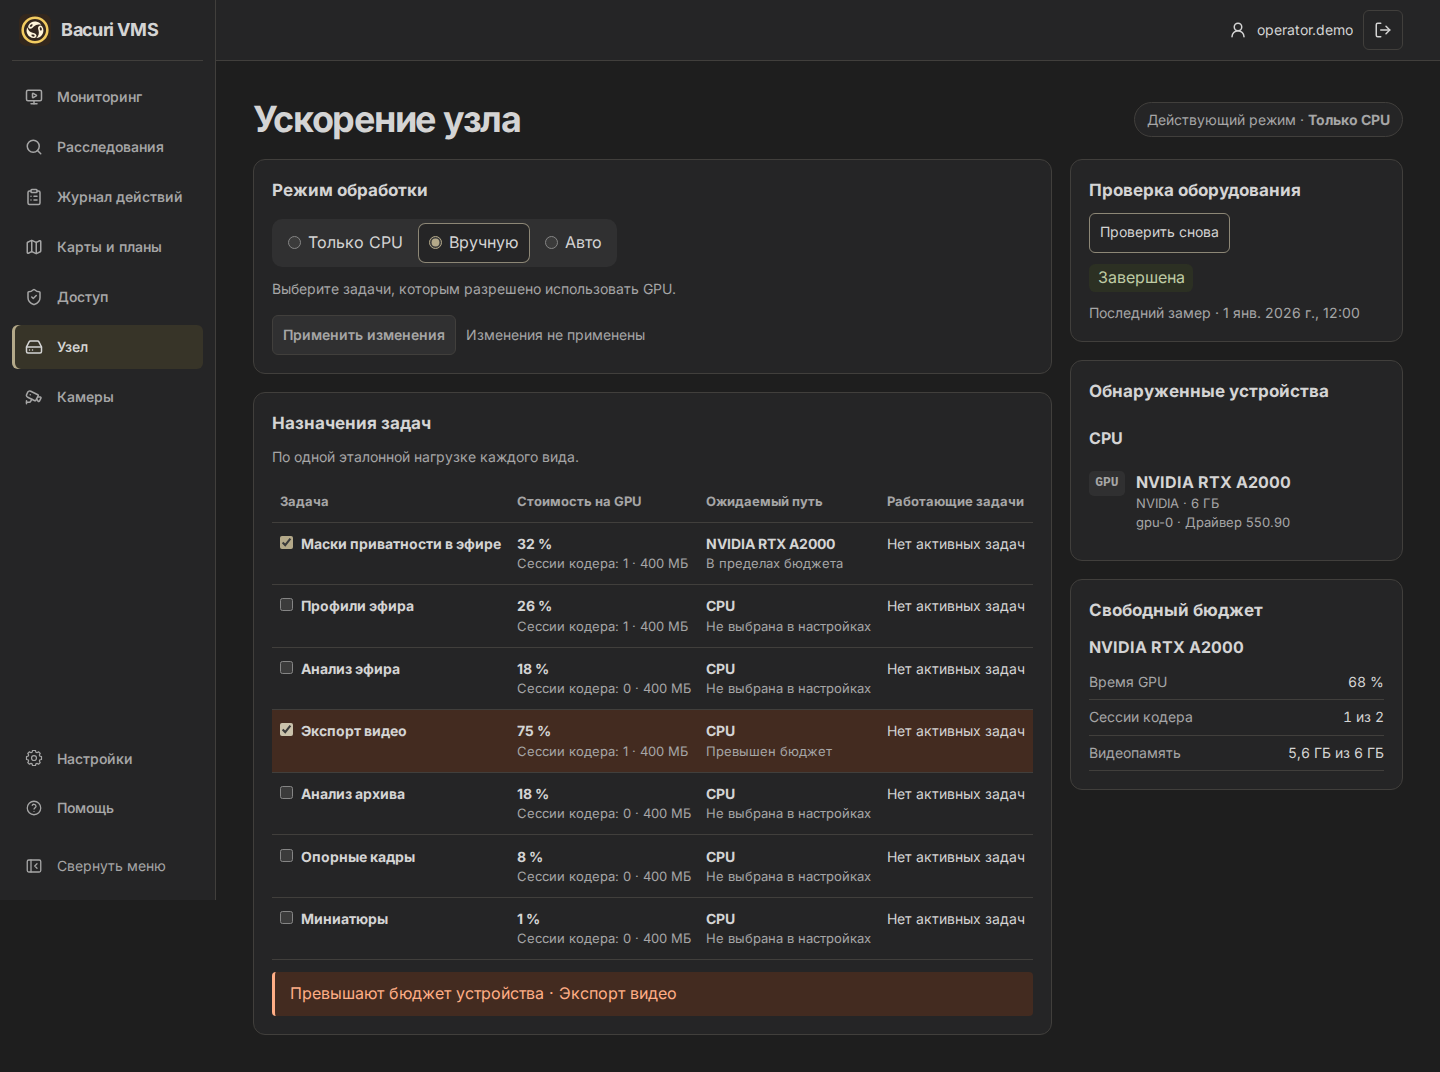 Bacuri VMS
operator.demo
Мониторинг
Расследования
Журнал действий
Карты и планы
Доступ
Узел
Камеры
Настройки
Помощь
Свернуть меню
Ускорение узла
Действующий режим · Только CPU
Режим обработки
Только CPU
Вручную
Авто
Выберите задачи, которым разрешено использовать GPU.
Применить изменения
Изменения не применены
Назначения задач
По одной эталонной нагрузке каждого вида.
Задача Стоимость на GPU Ожидаемый путь Работающие задачи
Маски приватности в эфире 32 % NVIDIA RTX A2000 Нет активных задач
Сессии кодера: 1 · 400 МБ В пределах бюджета
Профили эфира 26 % CPU Нет активных задач
Сессии кодера: 1 · 400 МБ Не выбрана в настройках
Анализ эфира 18 % CPU Нет активных задач
Сессии кодера: 0 · 400 МБ Не выбрана в настройках
Экспорт видео 75 % CPU Нет активных задач
Сессии кодера: 1 · 400 МБ Превышен бюджет
Анализ архива 18 % CPU Нет активных задач
Сессии кодера: 0 · 400 МБ Не выбрана в настройках
Опорные кадры 8 % CPU Нет активных задач
Сессии кодера: 0 · 400 МБ Не выбрана в настройках
Миниатюры 1 % CPU Нет активных задач
Сессии кодера: 0 · 400 МБ Не выбрана в настройках
Превышают бюджет устройства · Экспорт видео
Проверка оборудования
Проверить снова
Завершена
Последний замер · 1 янв. 2026 г., 12:00
Обнаруженные устройства
CPU
GPU NVIDIA RTX A2000
NVIDIA · 6 ГБ
gpu-0 · Драйвер 550.90
Свободный бюджет
NVIDIA RTX A2000
Время GPU 68 %
Сессии кодера 1 из 2
Видеопамять 5,6 ГБ из 6 ГБ